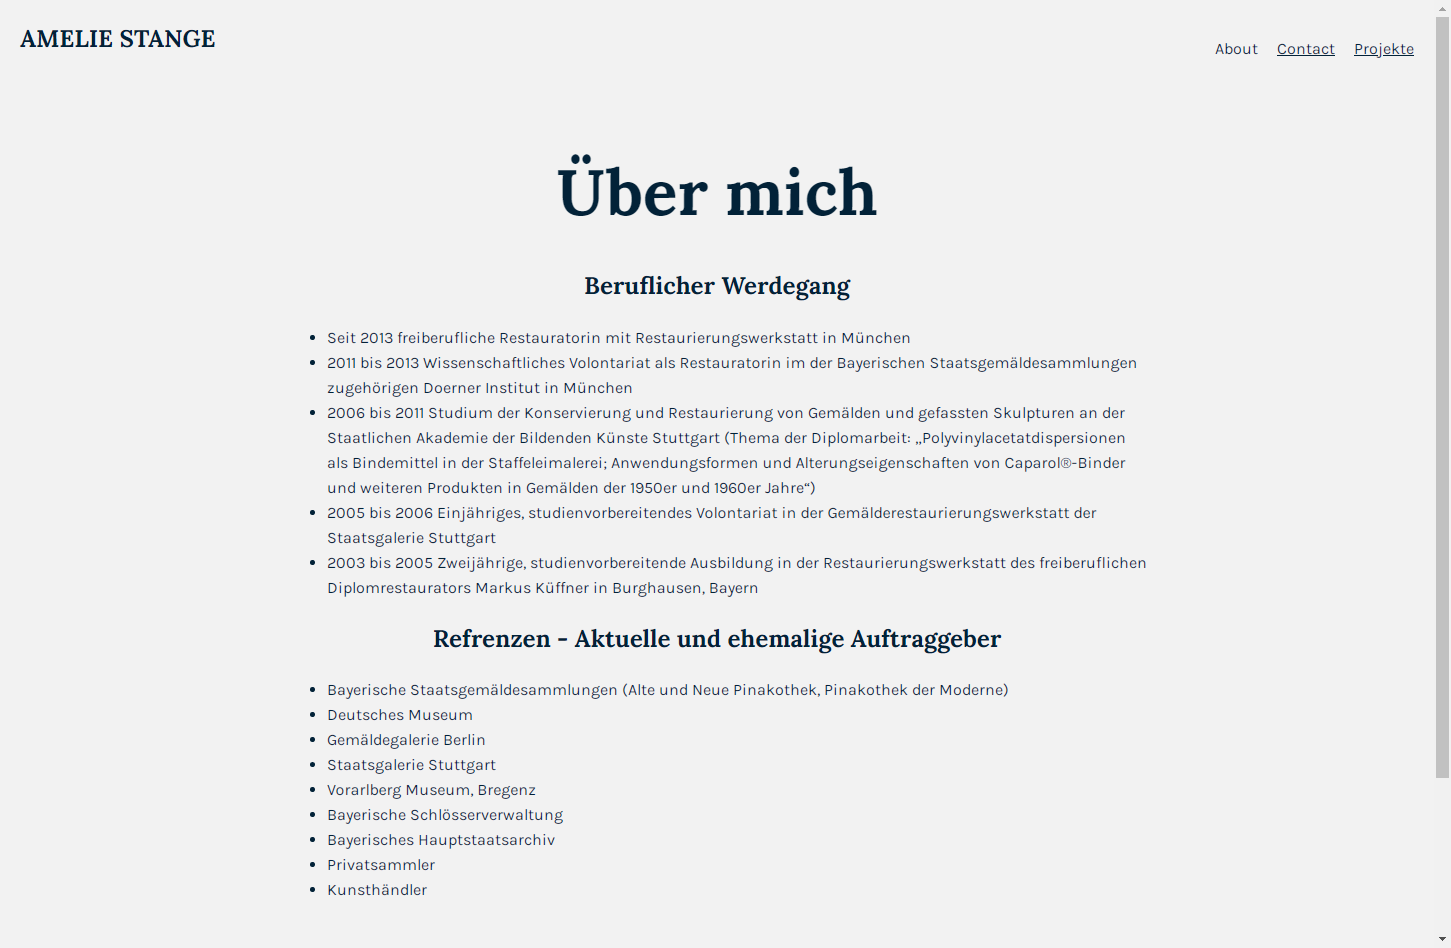 AMELIE STANGE
About Contact Projekte
Über mich
Beruflicher Werdegang
Seit 2013 freiberufliche Restauratorin mit Restaurierungswerkstatt in München
2011 bis 2013 Wissenschaftliches Volontariat als Restauratorin im der Bayerischen Staatsgemäldesammlungen
zugehörigen Doerner Institut in München
2006 bis 2011 Studium der Konservierung und Restaurierung von Gemälden und gefassten Skulpturen an der
Staatlichen Akademie der Bildenden Künste Stuttgart (Thema der Diplomarbeit: „Polyvinylacetatdispersionen
als Bindemittel in der Staffeleimalerei; Anwendungsformen und Alterungseigenschaften von Caparol®-Binder
und weiteren Produkten in Gemälden der 1950er und 1960er Jahre“)
2005 bis 2006 Einjähriges, studienvorbereitendes Volontariat in der Gemälderestaurierungswerkstatt der
Staatsgalerie Stuttgart
2003 bis 2005 Zweijährige, studienvorbereitende Ausbildung in der Restaurierungswerkstatt des freiberuflichen
Diplomrestaurators Markus Küffner in Burghausen, Bayern
Refrenzen - Aktuelle und ehemalige Auftraggeber
Bayerische Staatsgemäldesammlungen (Alte und Neue Pinakothek, Pinakothek der Moderne)
Deutsches Museum
Gemäldegalerie Berlin
Staatsgalerie Stuttgart
Vorarlberg Museum, Bregenz
Bayerische Schlösserverwaltung
Bayerisches Hauptstaatsarchiv
Privatsammler
Kunsthändler